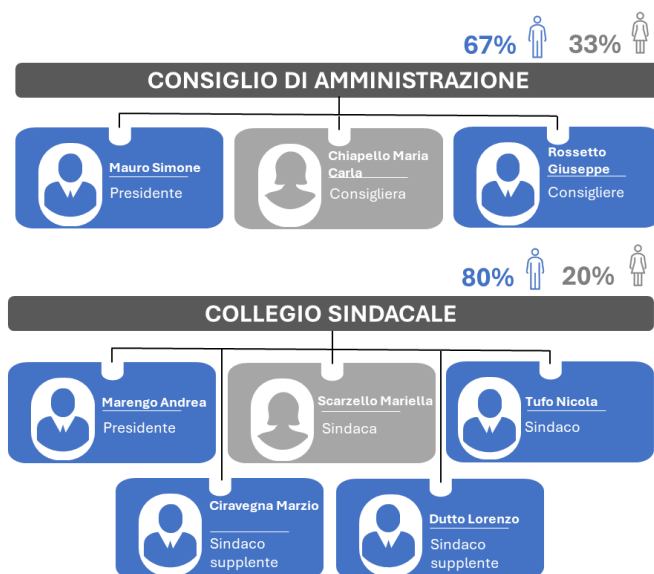 67% 33%
CONSIGLIO DI AMMINISTRAZIONE
Mauro Simone
Presidente
Chiapello Maria
Carla
Consigliera
Rossetto
Giuseppe
Consigliere
80% 20%
COLLEGIO SINDACALE
Marengo Andrea
Presidente
Scarzello Mariella
Sindaca
Tufo Nicola
Sindaco
Ciravegna Marzio
Sindaco
supplente
Dutto Lorenzo
Sindaco
supplente